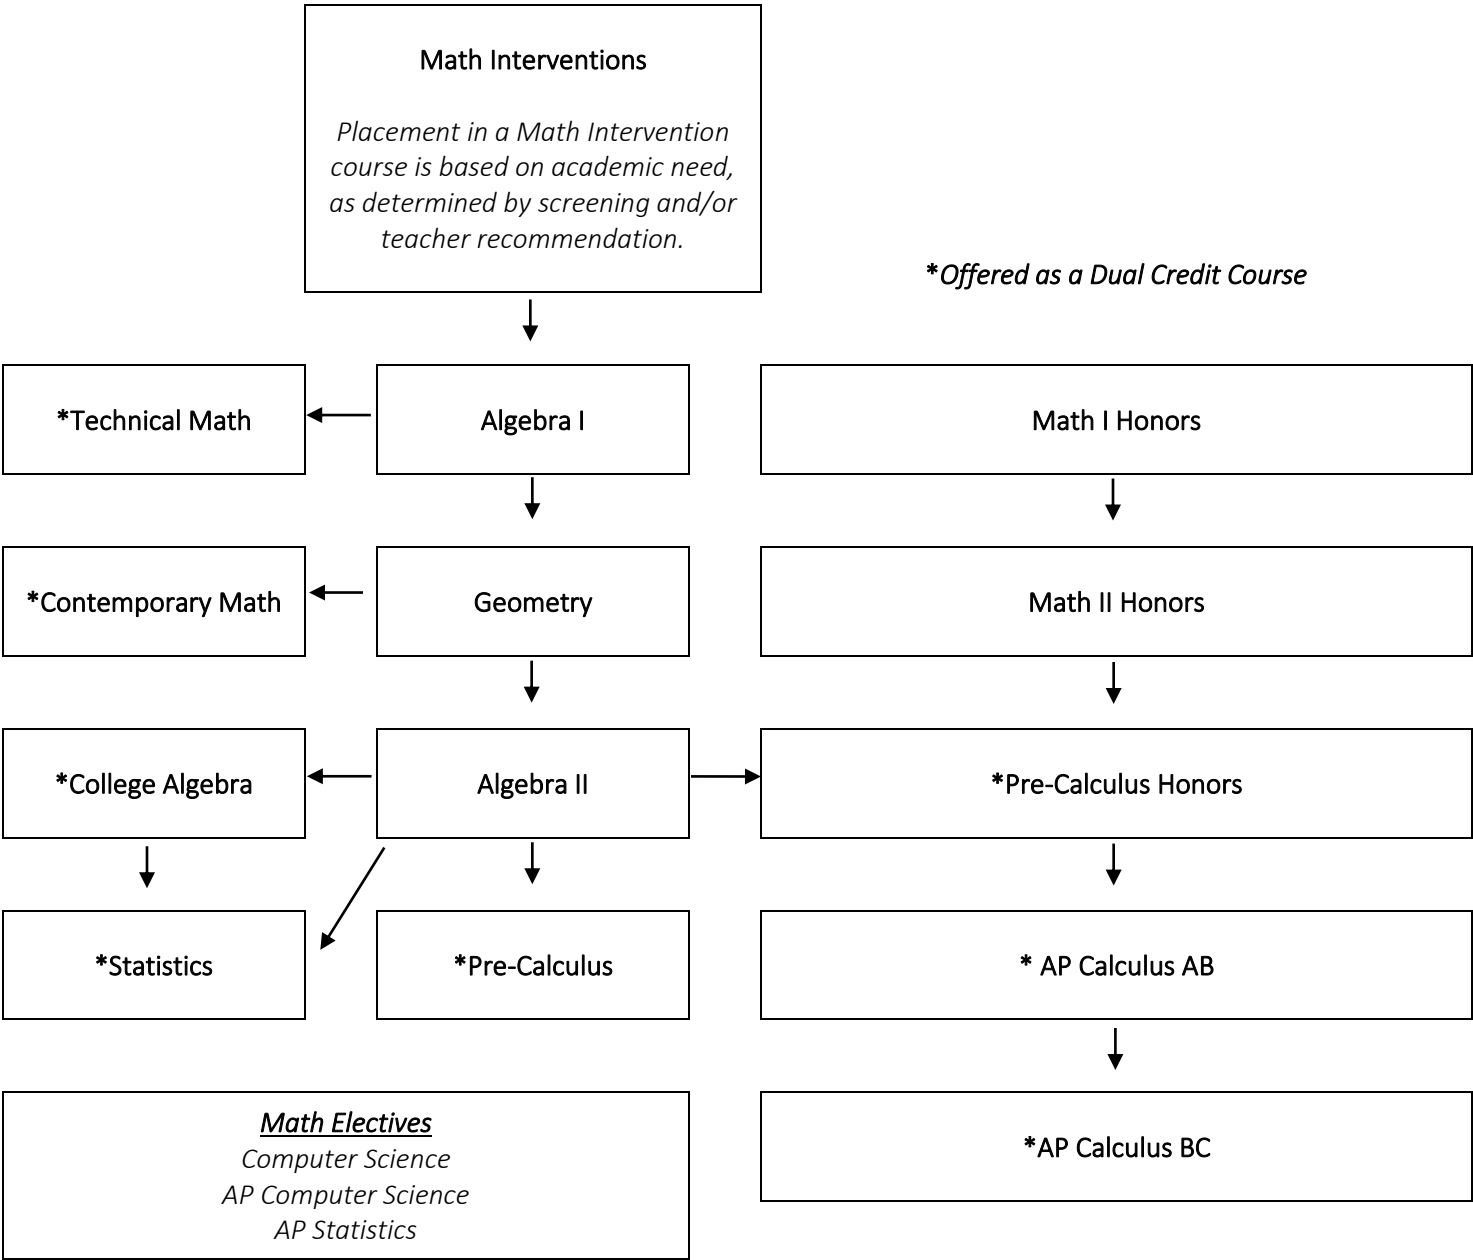 Math Interventions
Placement in a Math Intervention
course is based on academic need,
as determined by screening and/or
teacher recommendation.
*Offered as a Dual Credit Course
*Technical Math
Algebra I
Math I Honors
*Contemporary Math
Geometry
Math II Honors
*College Algebra
Algebra II
*Pre-Calculus Honors
*Statistics
*Pre-Calculus
* AP Calculus AB
Math Electives
Computer Science
AP Computer Science
AP Statistics
*AP Calculus BC